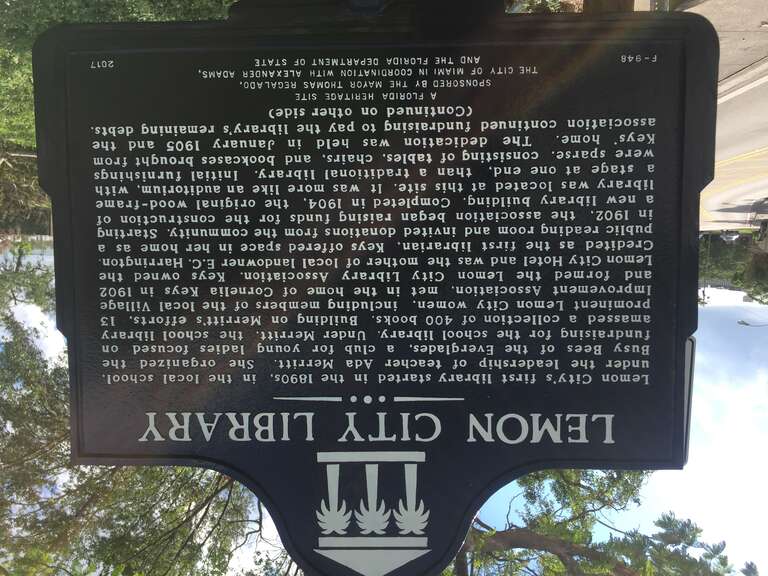 LEMON CITY LIBRARY
Lemon City's first library started in the 1890s, in the local school,
under the leadership of teacher Ada Merritt. She organized the
Busy Bees of the Everglades, a club for young ladies focused on
fundraising for the school library. Under Merritt, the school library
amassed a collection of 400 books. Building on Merritt's efforts, 13
prominent Lemon City women, including members of the local Village
Improvement Association, met in the home of Cornelia Keys in 1902
and formed the Lemon City Library Association. Keys owned the
Lemon City Hotel and was the mother of local landowner E.C. Harrington.
Credited as the first librarian, Keys offered space in her home as a
public reading room and invited donations from the community. Starting
in 1902, the association began raising funds for the construction of
a new library building. Completed in 1904, the original wood-frame
library was located at this site. It was more like an auditorium, with
a stage at one end, than a traditional library. Initial furnishings
were sparse, consisting of tables, chairs, and bookcases brought from
Keys' home. The dedication was held in January 1905 and the
association continued fundraising to pay the library's remaining debts.
(Continued on other side)
A FLORIDA HERITAGE SITE
SPONSORED BY THE MAYOR THOMAS REGALADO,
THE CITY OF MIAMI IN COORDINATION WITH ALEXANDER ADAMS,
AND THE FLORIDA DEPARTMENT OF STATE
F-948 2017